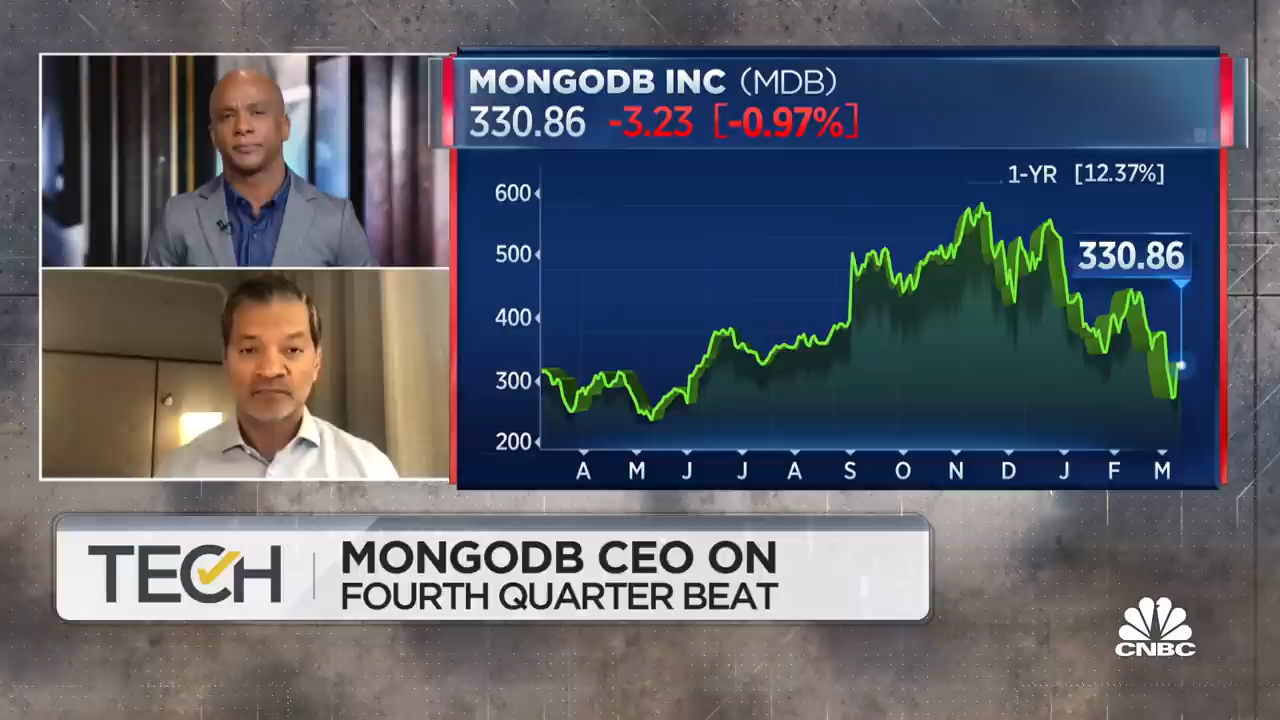 MONGODB INC (MDB)
330.86 -3.23 [-0.97%]
1-YR [12.37%]
600
500
400
300
200
330.86
A M J J A S O N D J F M
TECH
MONGODB CEO ON
FOURTH QUARTER BEAT
CNBC